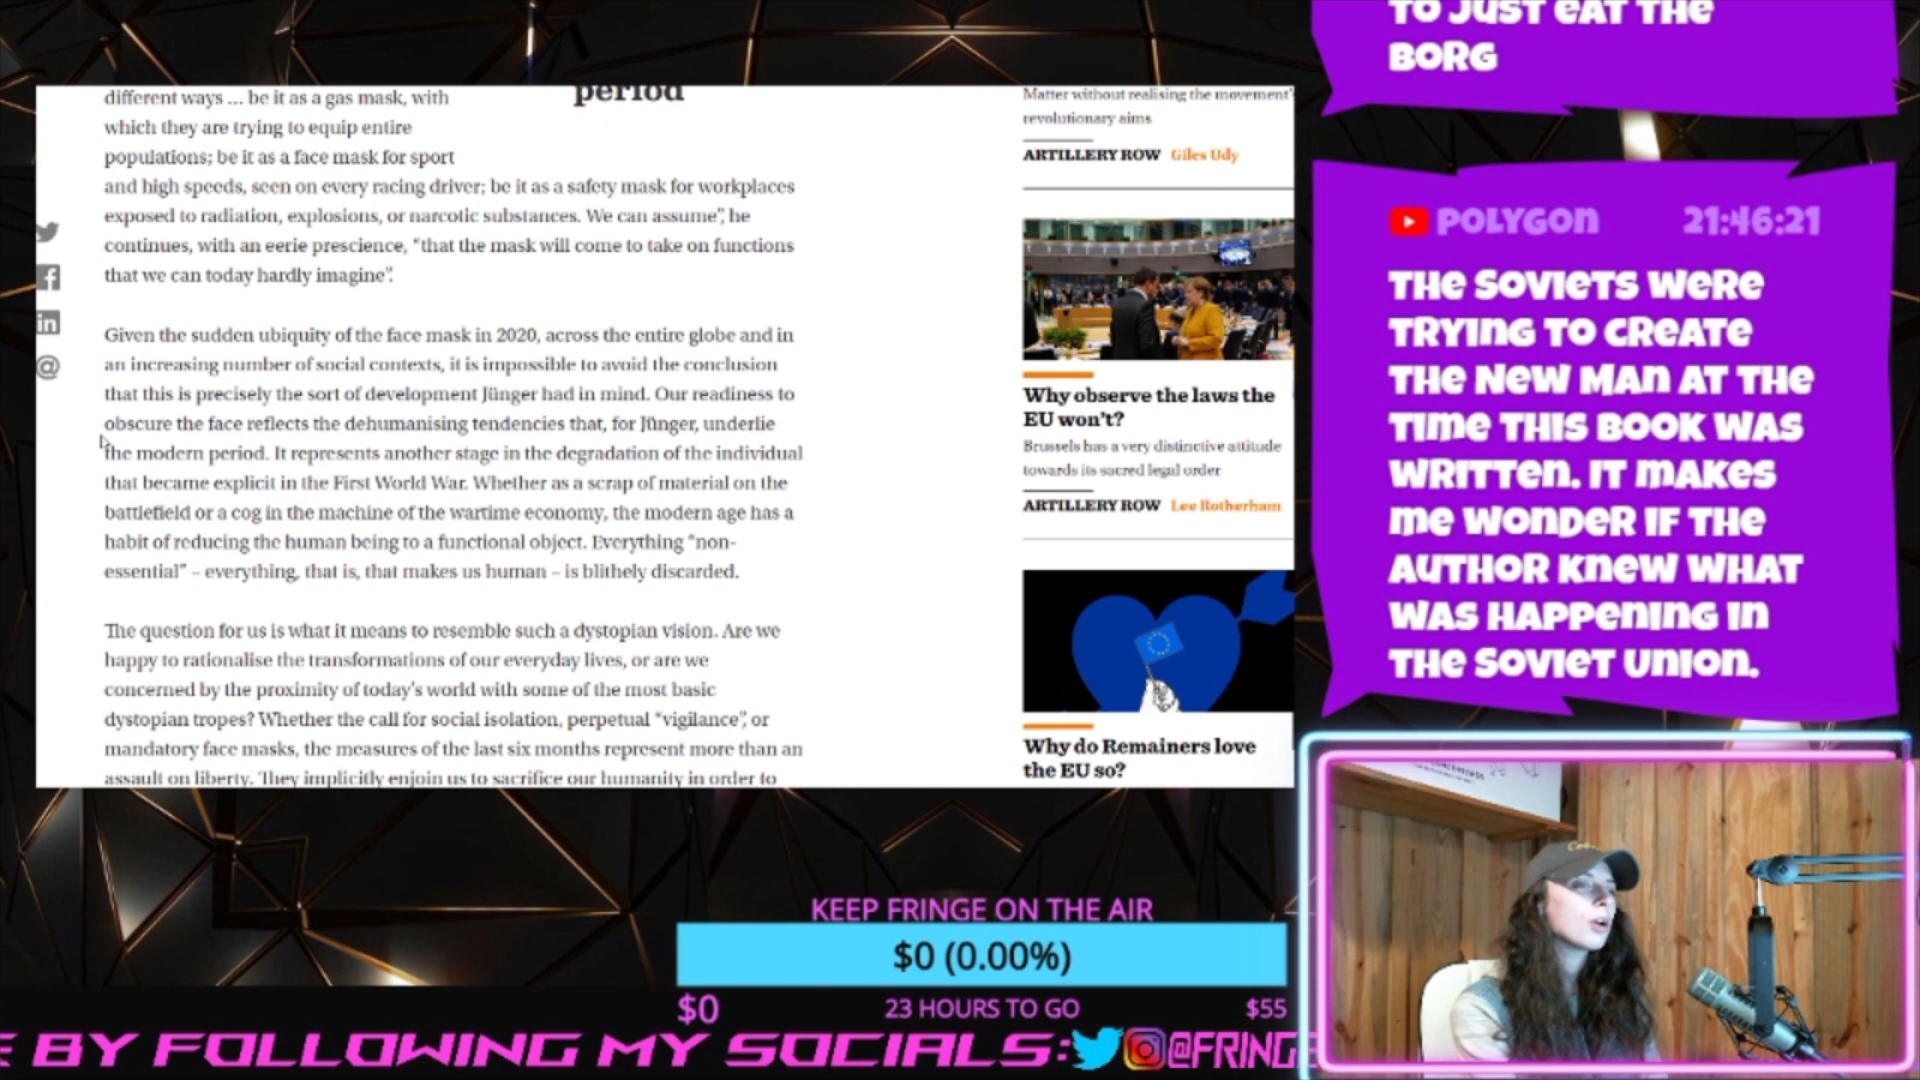 different ways ... be it as a gas mask, with
which they are trying to equip entire
populations; be it as a face mask for sport
and high speeds, seen on every racing driver; be it as a safety mask for workplaces
exposed to radiation, explosions, or narcotic substances. We can assume”, he
continues, with an eerie prescience, “that the mask will come to take on functions
that we can today hardly imagine”.
period
Given the sudden ubiquity of the face mask in 2020, across the entire globe and in
an increasing number of social contexts, it is impossible to avoid the conclusion
that this is precisely the sort of development Jünger had in mind. Our readiness to
obscure the face reflects the dehumanising tendencies that, for Jünger, underlie
the modern period. It represents another stage in the degradation of the individual
that became explicit in the First World War. Whether as a scrap of material on the
battlefield or a cog in the machine of the wartime economy, the modern age has a
habit of reducing the human being to a functional object. Everything “non-
essential” – everything, that is, that makes us human – is blithely discarded.
The question for us is what it means to resemble such a dystopian vision. Are we
happy to rationalise the transformations of our everyday lives, or are we
concerned by the proximity of today's world with some of the most basic
dystopian tropes? Whether the call for social isolation, perpetual “vigilance”, or
mandatory face masks, the measures of the last six months represent more than an
assault on liberty. They implicitly enjoin us to sacrifice our humanity in order to
Matter without realising the movement's
revolutionary aims
ARTILLERY ROW Giles Udy
Why observe the laws the
EU won't?
Brussels has a very distinctive attitude
towards its sacred legal order
ARTILLERY ROW Lee Rotherham
Why do Remainers love
the EU so?
TO JUST EAT THE
BORG
POLYGON 21:46:21
THE SOVIETS WERE
TRYING TO CREATE
THE NEW MAN AT THE
TIME THIS BOOK WAS
WRITTEN. IT MAKES
ME WONDER IF THE
AUTHOR KNEW WHAT
WAS HAPPENING IN
THE SOVIET UNION.
KEEP FRINGE ON THE AIR
$0 (0.00%)
$0 23 HOURS TO GO $55
E BY FOLLOWING MY SOCIALS: @FRING